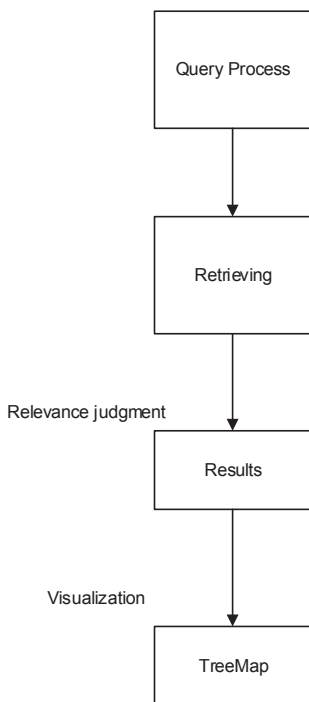 Query Process
Retrieving
Relevance judgment
Results
Visualization
TreeMap